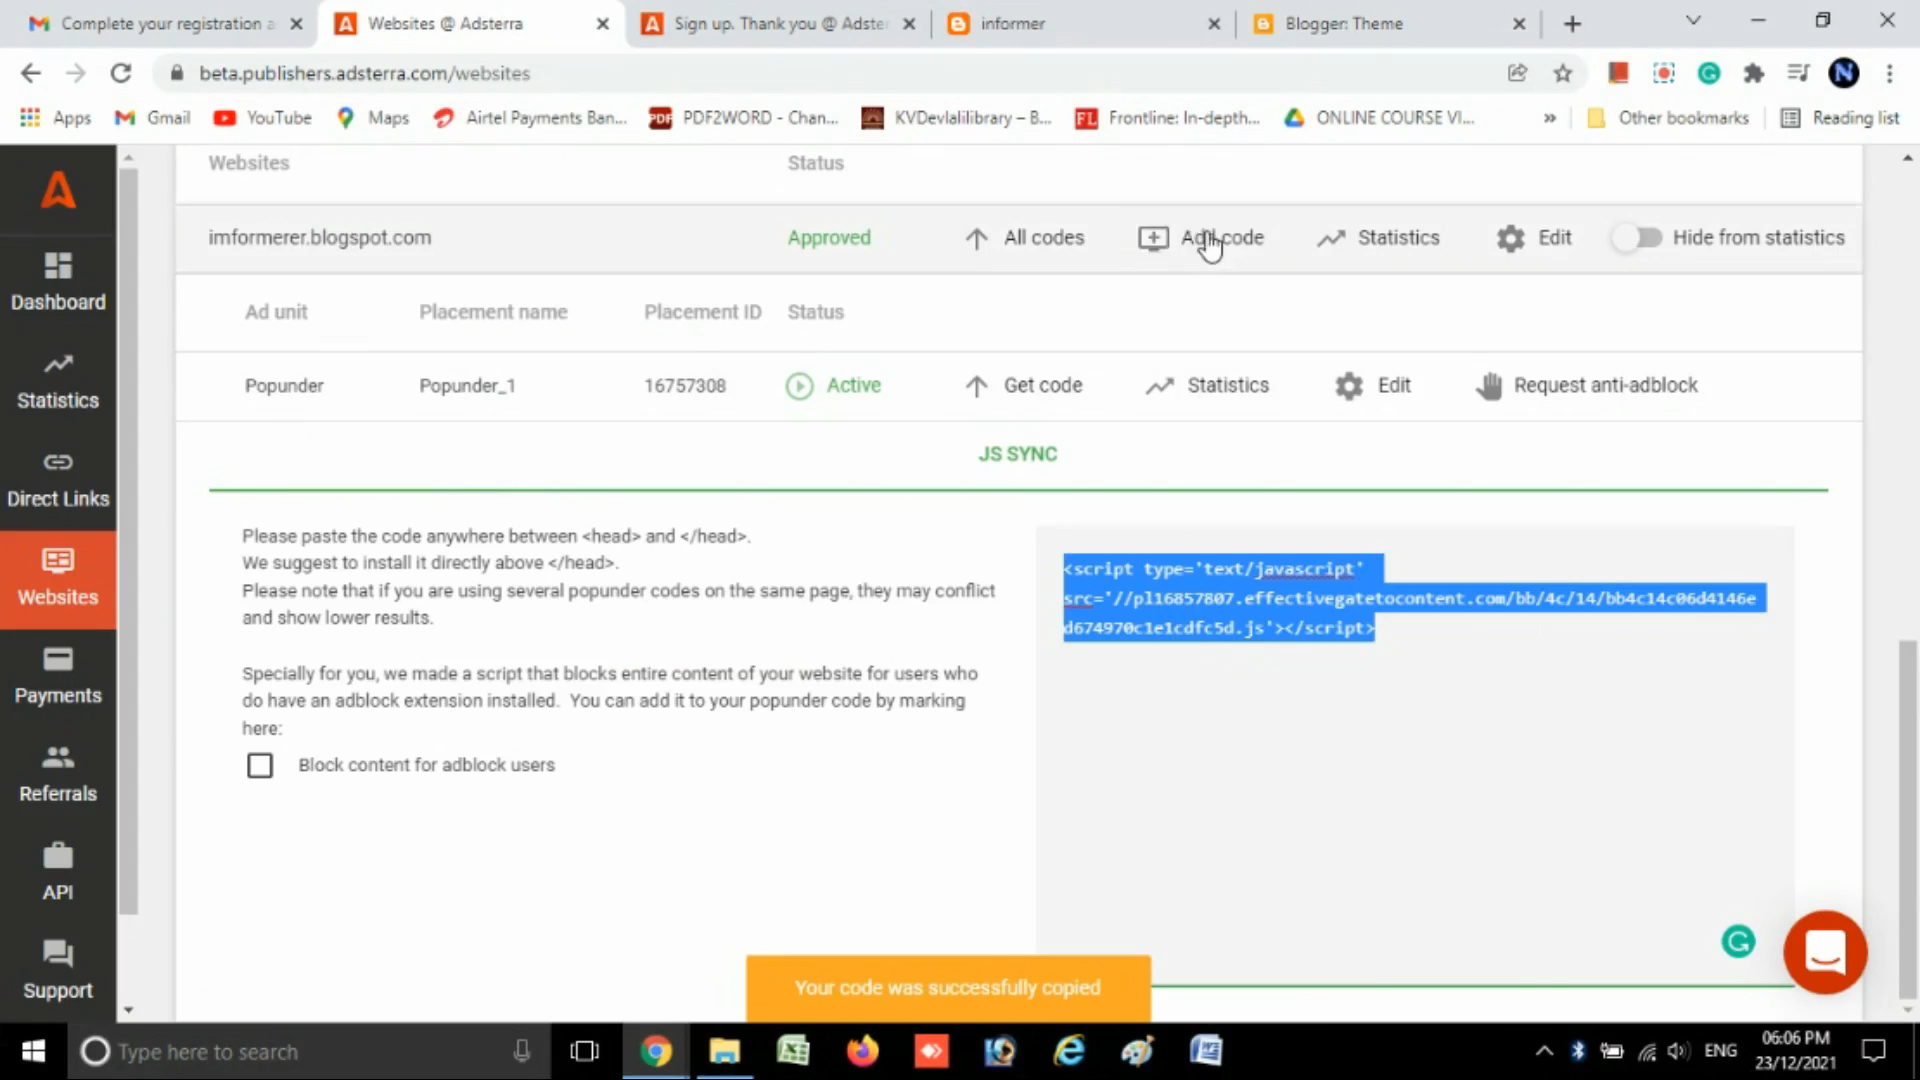 Complete your registration a
Websites @ Adsterra
Sign up. Thank you @ Adster
informer
Blogger: Theme
beta.publishers.adsterra.com/websites
N
Apps
Gmail
YouTube
Maps
Airtel Payments Ban...
PDF
PDF2WORD - Chan...
KVDevlalilibrary – B...
FL
Frontline: In-depth...
ONLINE COURSE VI...
»
Other bookmarks
Reading list
Websites
Status
imformerer.blogspot.com
Approved
All codes
Add code
Statistics
Edit
Hide from statistics
Ad unit
Placement name
Placement ID
Status
Popunder
Popunder_1
16757308
Active
Get code
Statistics
Edit
Request anti-adblock
JS SYNC
Please paste the code anywhere between <head> and </head>.
We suggest to install it directly above </head>.
Please note that if you are using several popunder codes on the same page, they may conflict
and show lower results.
Specially for you, we made a script that blocks entire content of your website for users who
do have an adblock extension installed. You can add it to your popunder code by marking
here:
Block content for adblock users
<script type='text/javascript'
src='//pl16857807.effectivegatetocontent.com/bb/4c/14/bb4c14c06d4146e
d674970c1e1cdfc5d.js'></script>
Your code was successfully copied
Dashboard
Statistics
Direct Links
Websites
Payments
Referrals
API
Support
Type here to search
ENG
06:06 PM
23/12/2021